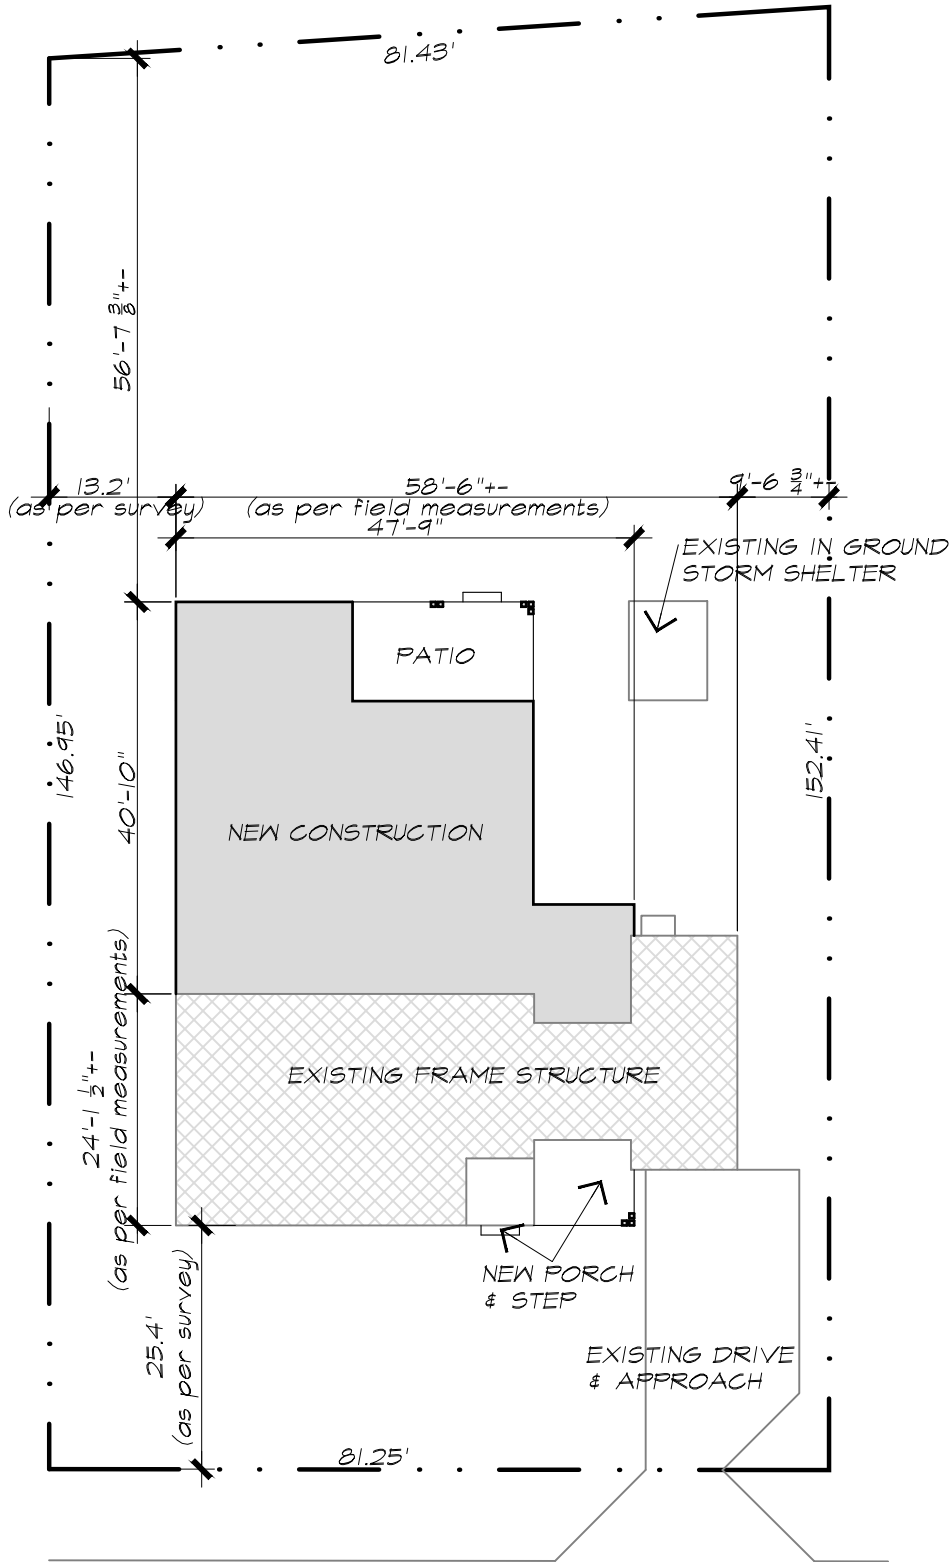 81.43'
56'-7 3/8"+-
13.2'
(as per survey)
58'-6"+-
(as per field measurements)
9'-6 3/4"+-
47'-9"
EXISTING IN GROUND
STORM SHELTER
PATIO
146.95'
152.41'
40'-10"
NEW CONSTRUCTION
24'-1 1/2"+-
(as per field measurements)
EXISTING FRAME STRUCTURE
NEW PORCH
& STEP
25.4'
(as per survey)
EXISTING DRIVE
& APPROACH
81.25'